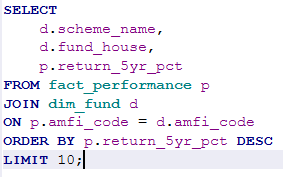 SELECT
    d.scheme_name,
    d.fund_house,
    p.return_5yr_pct
FROM fact_performance p
JOIN dim_fund d
ON p.amfi_code = d.amfi_code
ORDER BY p.return_5yr_pct DESC
LIMIT 10;